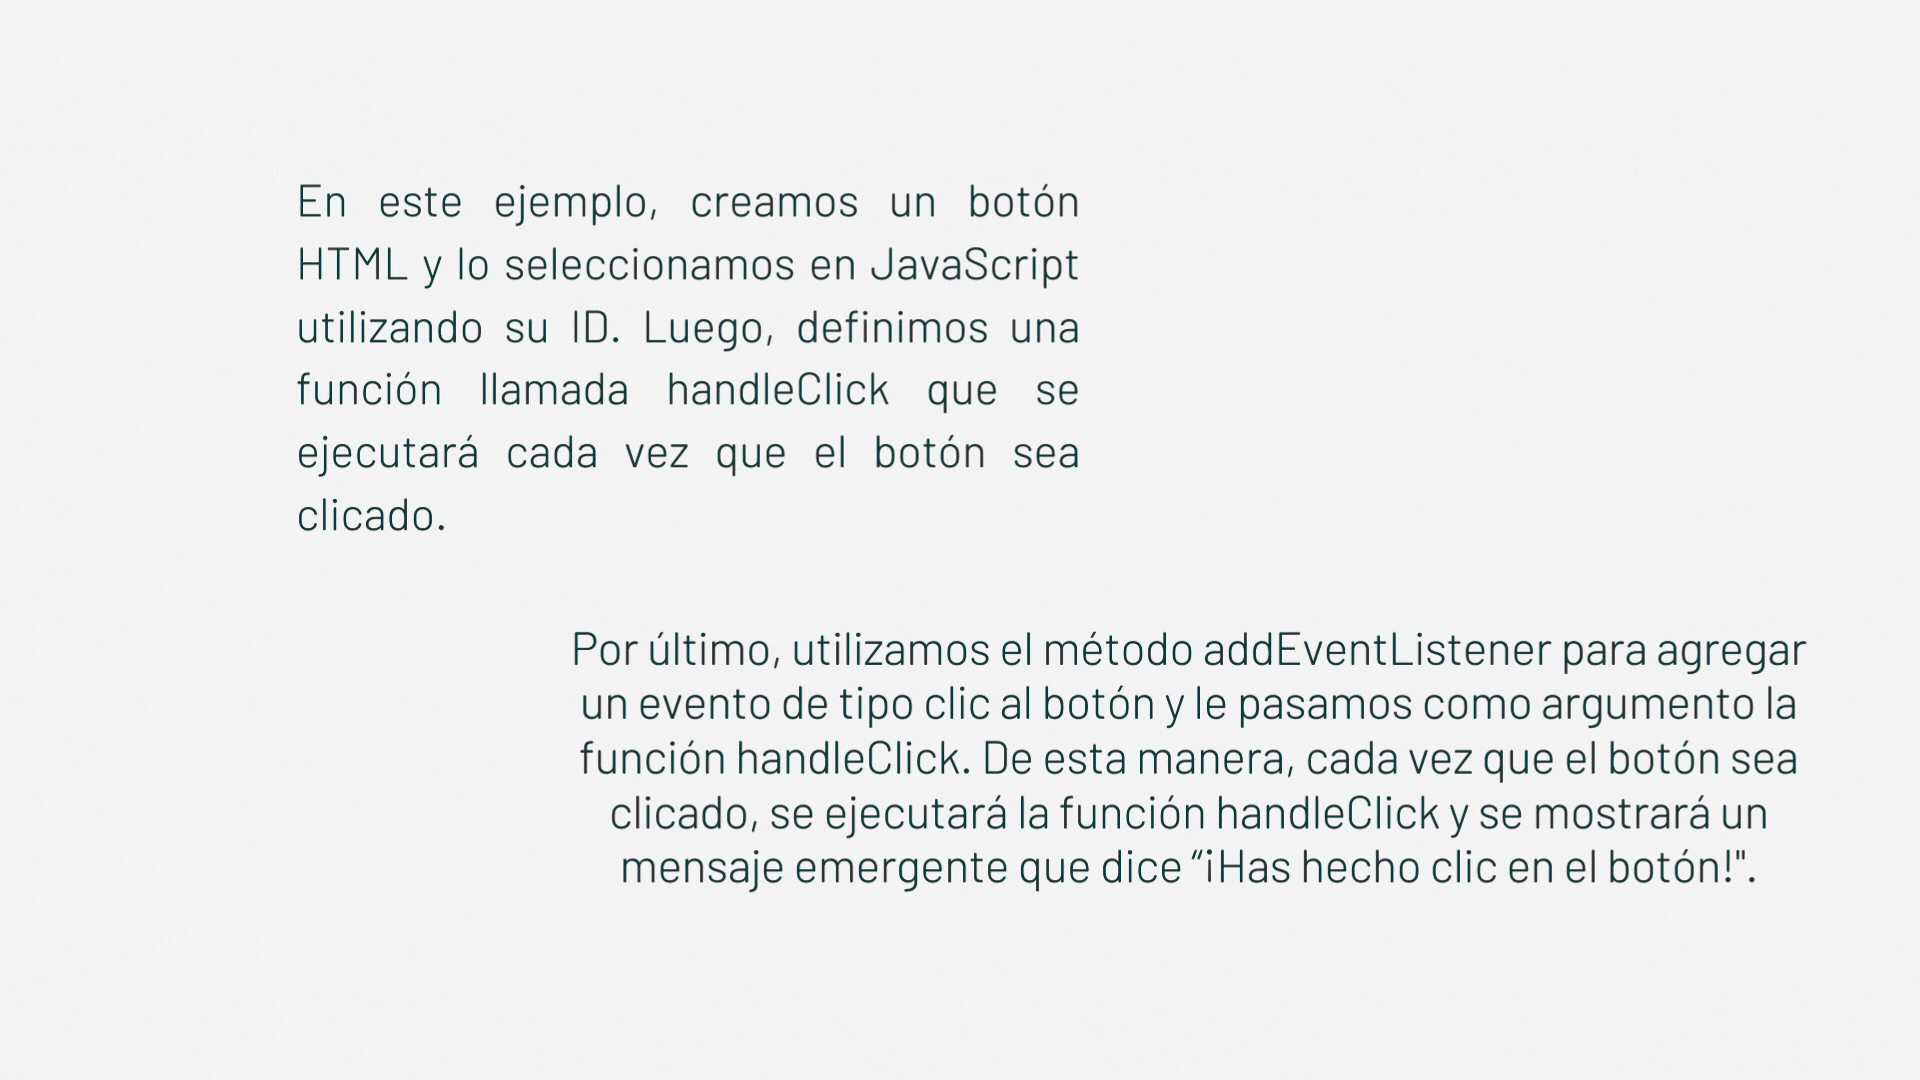 En este ejemplo, creamos un botón
HTML y lo seleccionamos en JavaScript
utilizando su ID. Luego, definimos una
función llamada handleClick que se
ejecutará cada vez que el botón sea
clicado.
Por último, utilizamos el método addEventListener para agregar
un evento de tipo clic al botón y le pasamos como argumento la
función handleClick. De esta manera, cada vez que el botón sea
clicado, se ejecutará la función handleClick y se mostrará un
mensaje emergente que dice “¡Has hecho clic en el botón!".